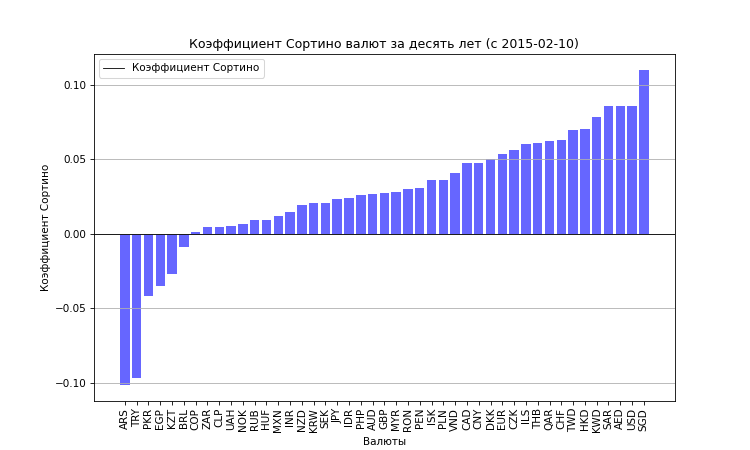 Коэффициент Сортино валют за десять лет (с 2015-02-10)
Коэффициент Сортино
0.10
0.05
0.00
−0.05
−0.10
Коэффициент Сортино
ARS TRY PKR EGP KZT BRL COP ZAR CLP UAH NOK RUB HUF MXN INR NZD KRW SEK JPY IDR PHP AUD GBP MYR RON PEN ISK PLN VND CAD CNY DKK EUR CZK ILS THB QAR CHF TWD HKD KWD SAR AED USD SGD
Валюты